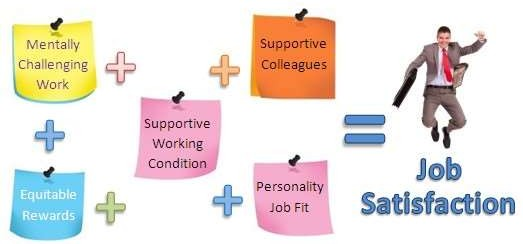 Mentally
Challenging
Work
Supportive
Colleagues
Supportive
Working
Condition
Equitable
Rewards
Personality
Job Fit
Job
Satisfaction